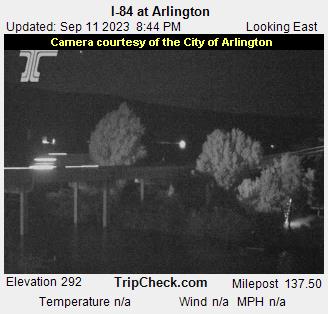 I-84 at Arlington
Updated: Sep 11 2023 8:44 PM Looking East
Camera courtesy of the City of Arlington
Elevation 292 TripCheck.com Milepost 137.50
Temperature n/a Wind n/a MPH n/a